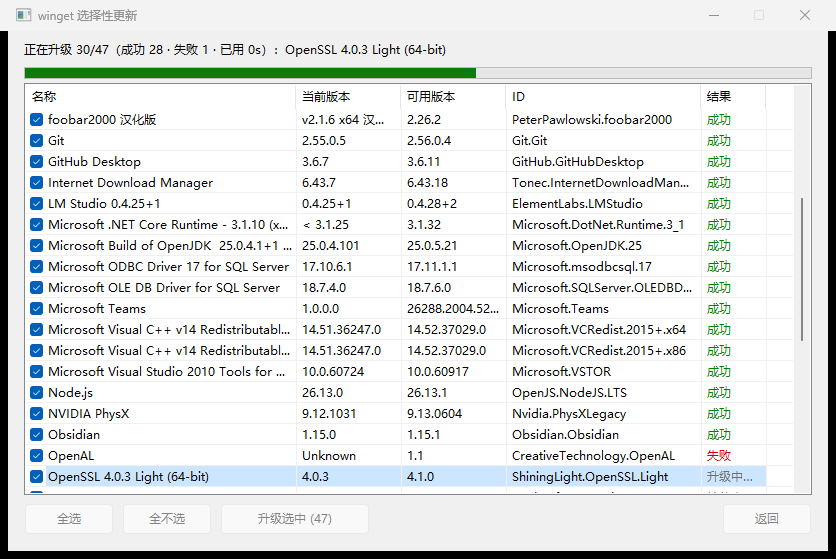 winget 选择性更新
正在升级 30/47（成功 28 · 失败 1 · 已用 0s）：OpenSSL 4.0.3 Light (64-bit)
名称 当前版本 可用版本 ID 结果
foobar2000 汉化版 v2.1.6 x64 汉... 2.26.2 PeterPawlowski.foobar2000 成功
Git 2.55.0.5 2.56.0.4 Git.Git 成功
GitHub Desktop 3.6.7 3.6.11 GitHub.GitHubDesktop 成功
Internet Download Manager 6.43.7 6.43.18 Tonec.InternetDownloadMan... 成功
LM Studio 0.4.25+1 0.4.25+1 0.4.28+2 ElementLabs.LMStudio 成功
Microsoft .NET Core Runtime - 3.1.10 (x... < 3.1.25 3.1.32 Microsoft.DotNet.Runtime.3_1 成功
Microsoft Build of OpenJDK  25.0.4.1+1 ... 25.0.4.101 25.0.5.21 Microsoft.OpenJDK.25 成功
Microsoft ODBC Driver 17 for SQL Server 17.10.6.1 17.11.1.1 Microsoft.msodbcsql.17 成功
Microsoft OLE DB Driver for SQL Server 18.7.4.0 18.7.6.0 Microsoft.SQLServer.OLEDBD... 成功
Microsoft Teams 1.0.0.0 26288.2004.52... Microsoft.Teams 成功
Microsoft Visual C++ v14 Redistributabl... 14.51.36247.0 14.52.37029.0 Microsoft.VCRedist.2015+.x64 成功
Microsoft Visual C++ v14 Redistributabl... 14.51.36247.0 14.52.37029.0 Microsoft.VCRedist.2015+.x86 成功
Microsoft Visual Studio 2010 Tools for ... 10.0.60724 10.0.60917 Microsoft.VSTOR 成功
Node.js 26.13.0 26.13.1 OpenJS.NodeJS.LTS 成功
NVIDIA PhysX 9.12.1031 9.13.0604 Nvidia.PhysXLegacy 成功
Obsidian 1.15.0 1.15.1 Obsidian.Obsidian 成功
OpenAL Unknown 1.1 CreativeTechnology.OpenAL 失败
OpenSSL 4.0.3 Light (64-bit) 4.0.3 4.1.0 ShiningLight.OpenSSL.Light 升级中...
全选 全不选 升级选中 (47) 返回